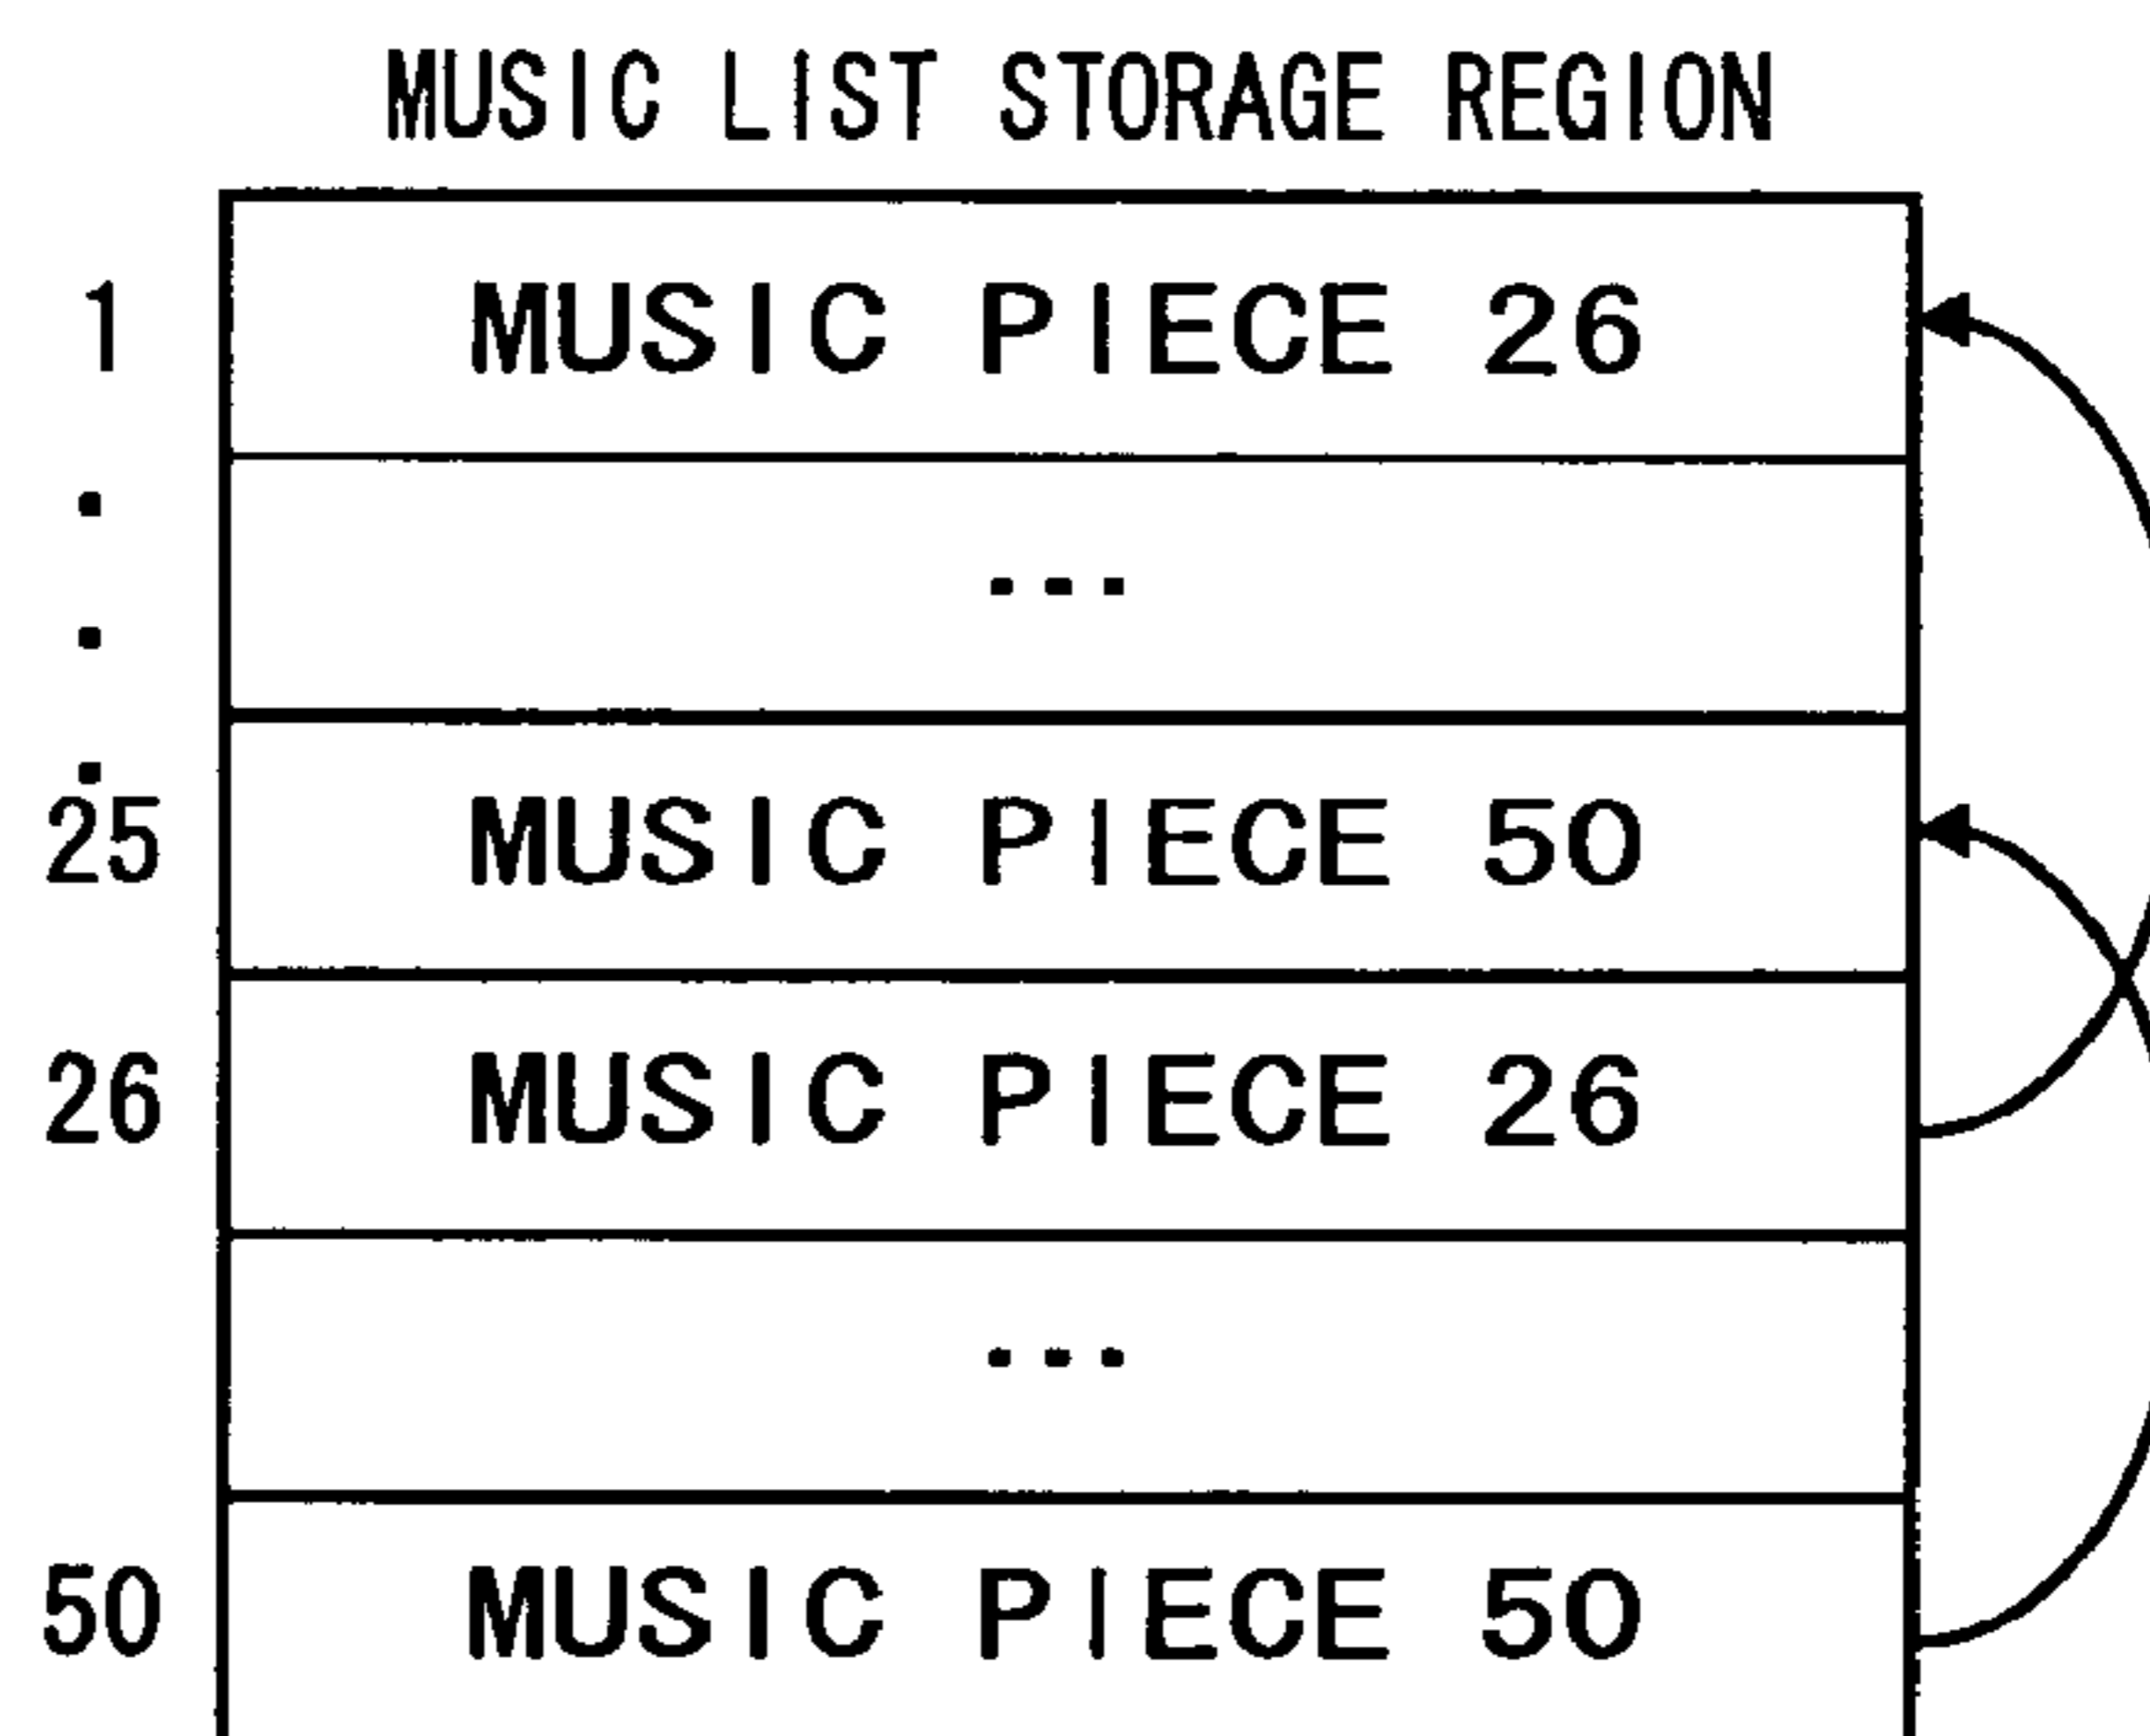 MUSIC LIST STORAGE REGION
1 MUSIC PIECE 26
. ...
.
.
25 MUSIC PIECE 50
26 MUSIC PIECE 26
...
50 MUSIC PIECE 50